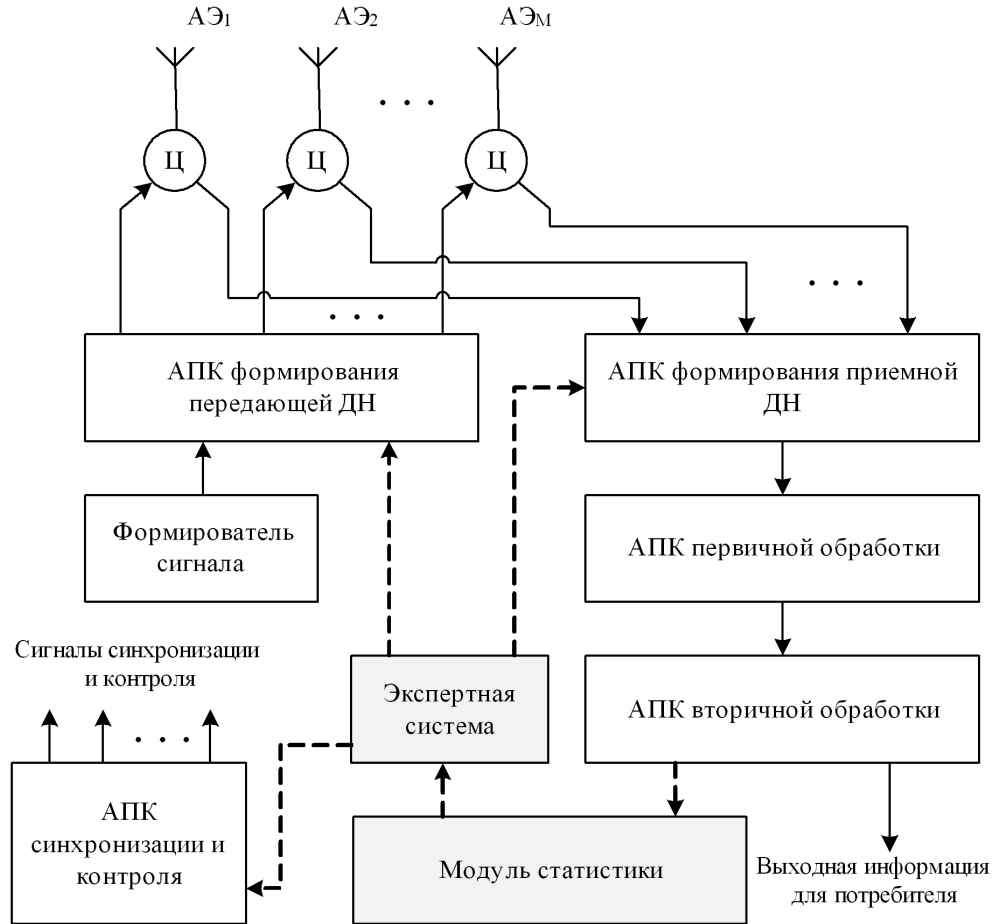 АЭ1
АЭ2
АЭМ
. . .
Ц
Ц
Ц
. . .
. . .
АПК формирования
передающей ДН
АПК формирования приемной
ДН
Формирователь
сигнала
АПК первичной обработки
Сигналы синхронизации
и контроля
. . .
Экспертная
система
АПК вторичной обработки
АПК
синхронизации и
контроля
Модуль статистики
Выходная информация
для потребителя